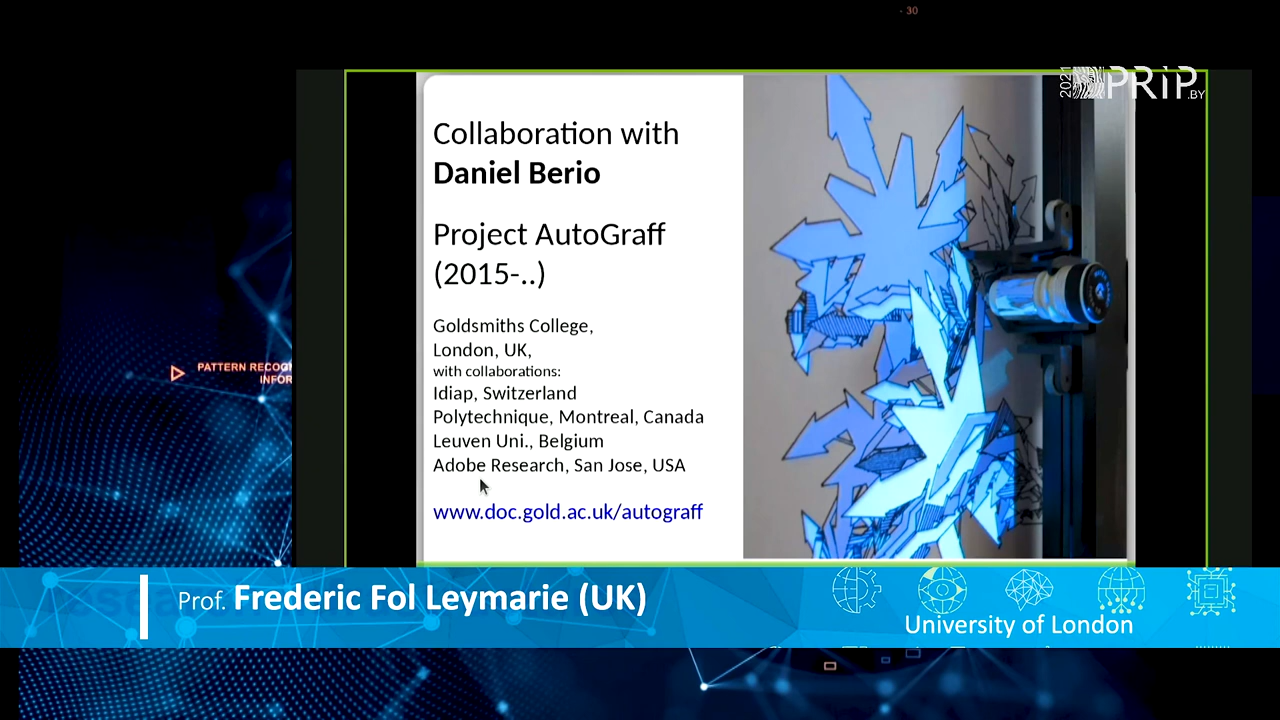 - 30
2021 PRIP.BY
Collaboration with
Daniel Berio
Project AutoGraff
(2015-..)
Goldsmiths College,
London, UK,
with collaborations:
Idiap, Switzerland
Polytechnique, Montreal, Canada
Leuven Uni., Belgium
Adobe Research, San Jose, USA
www.doc.gold.ac.uk/autograff
PATTERN RECOG
INFOR
Prof. Frederic Fol Leymarie (UK)
University of London